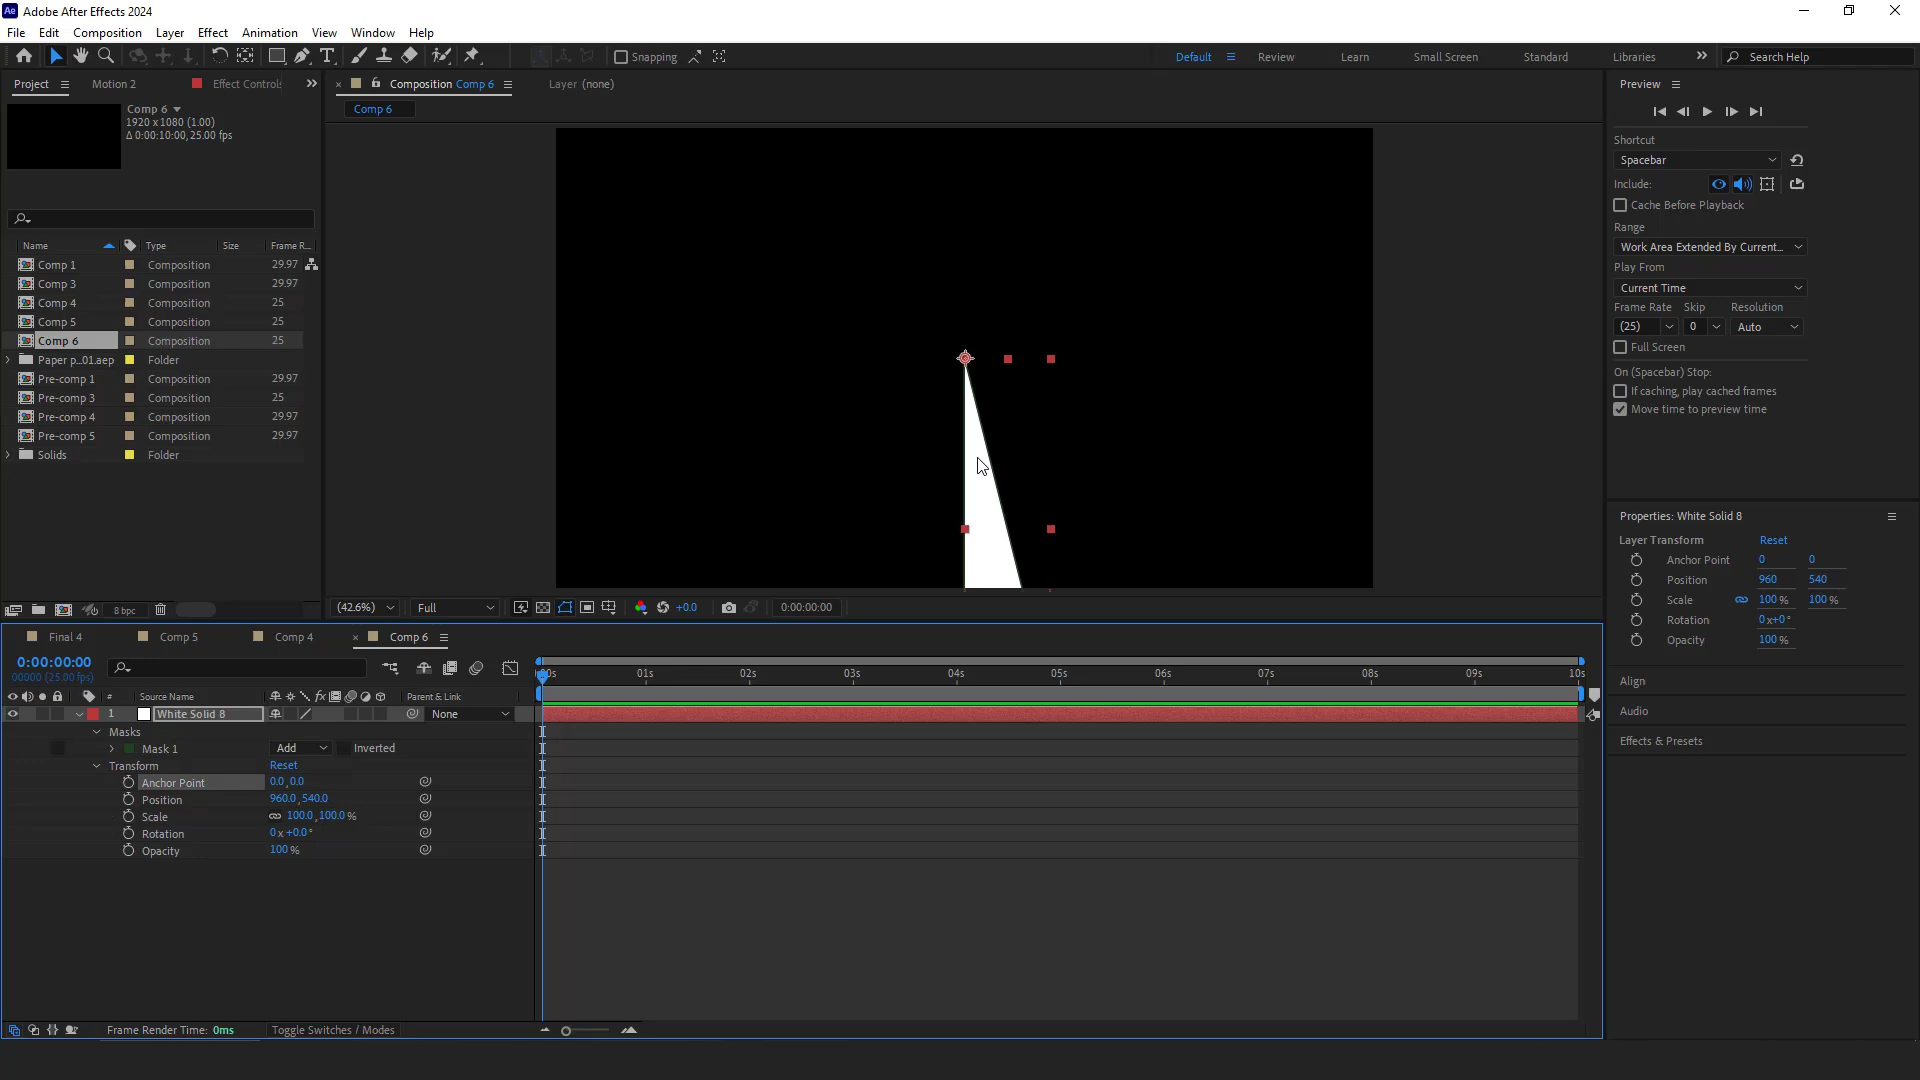 Adobe After Effects 2024
File Edit Composition Layer Effect Animation View Window Help
Snapping
Default Review Learn Small Screen Standard Libraries Search Help
Project Motion 2 Effect Controls
Composition Comp 6 Layer (none)
Comp 6
Comp 6
1920 x 1080 (1.00)
Δ 0:00:10:00, 25.00 fps
Name Type Size Frame R...
Comp 1 Composition 29.97
Comp 3 Composition 29.97
Comp 4 Composition 25
Comp 5 Composition 25
Comp 6 Composition 25
Paper p...01.aep Folder
Pre-comp 1 Composition 29.97
Pre-comp 3 Composition 25
Pre-comp 4 Composition 29.97
Pre-comp 5 Composition 29.97
Solids Folder
8 bpc
(42.6%) Full +0.0 0:00:00:00
Preview
Shortcut
Spacebar
Include:
Cache Before Playback
Range
Work Area Extended By Current...
Play From
Current Time
Frame Rate Skip Resolution
(25) 0 Auto
Full Screen
On (Spacebar) Stop:
If caching, play cached frames
Move time to preview time
Properties: White Solid 8
Layer Transform Reset
Anchor Point 0 0
Position 960 540
Scale 100 % 100 %
Rotation 0x+0°
Opacity 100 %
Align
Audio
Effects & Presets
Final 4 Comp 5 Comp 4 Comp 6
0:00:00:00
00000 (25.00 fps)
# Source Name fx Parent & Link
:00s 01s 02s 03s 04s 05s 06s 07s 08s 09s 10s
1 White Solid 8 None
Masks
Mask 1 Add Inverted
Transform Reset
Anchor Point 0.0, 0.0
Position 960.0, 540.0
Scale 100.0, 100.0 %
Rotation 0 x +0.0 °
Opacity 100 %
Frame Render Time: 0ms Toggle Switches / Modes